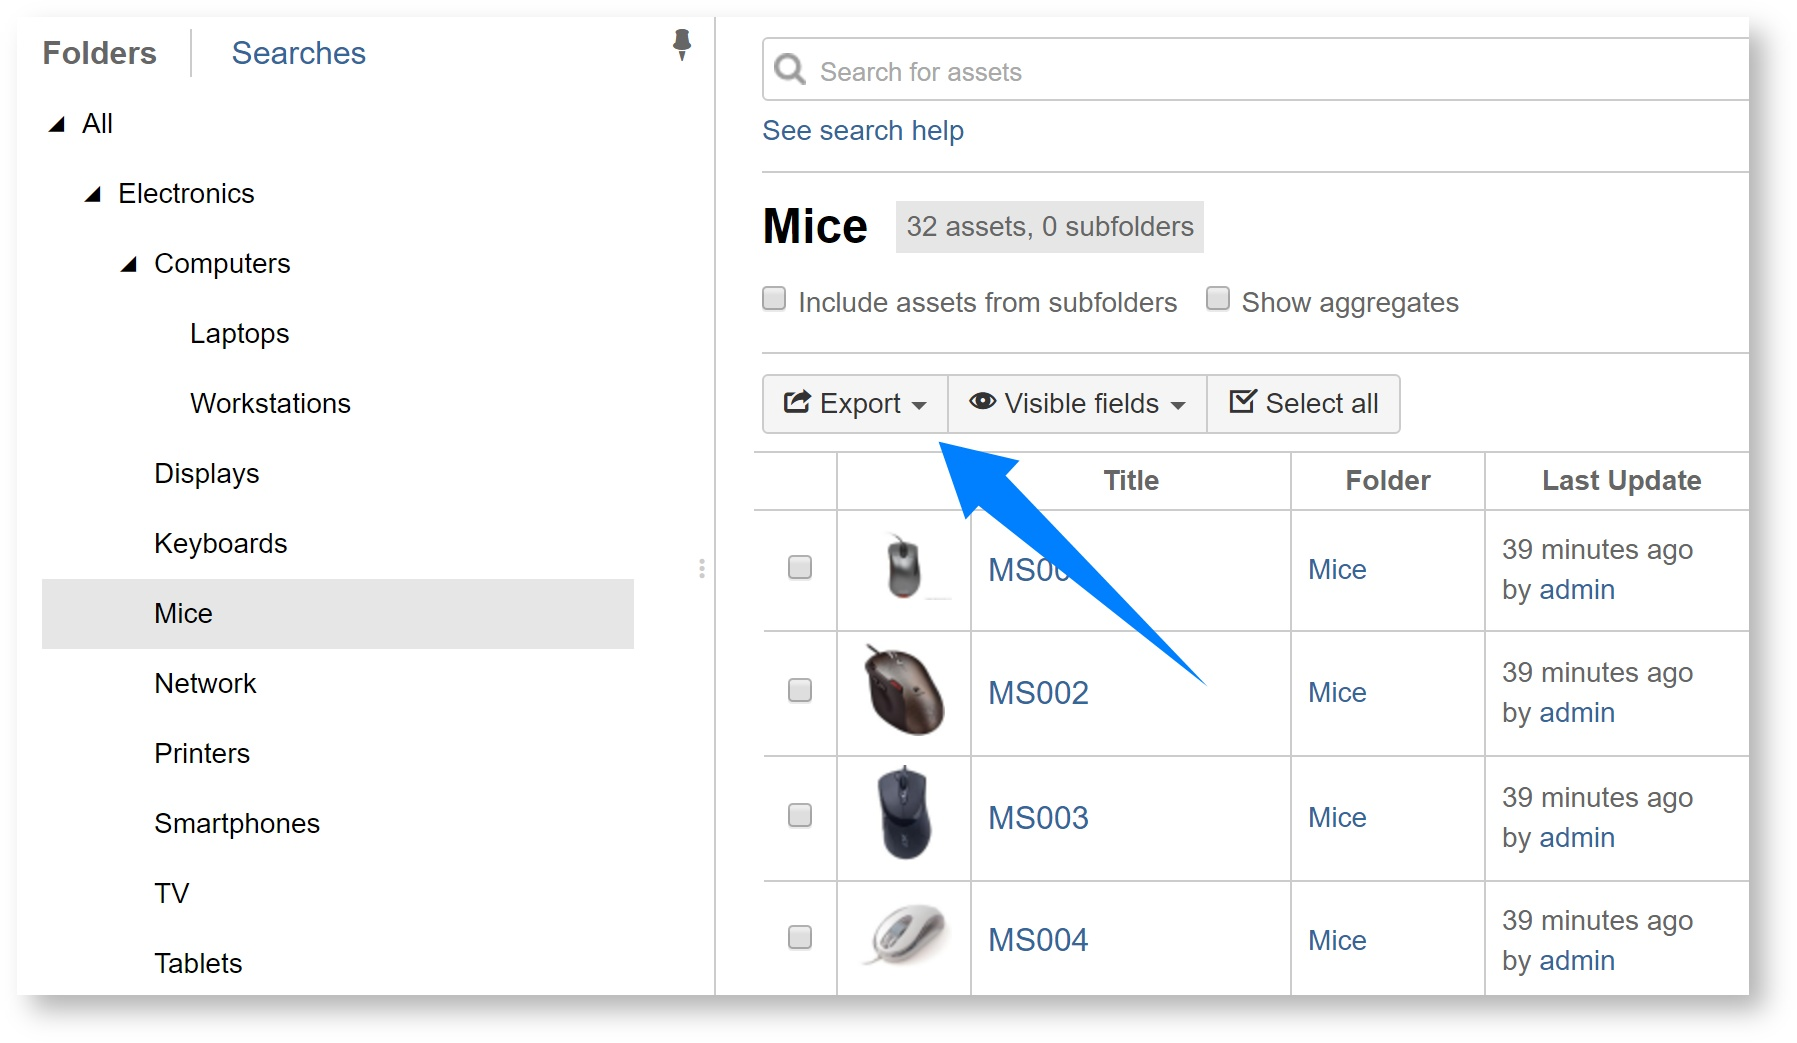 Folders
Searches
All
Electronics
Computers
Laptops
Workstations
Displays
Keyboards
Mice
Network
Printers
Smartphones
TV
Tablets
Search for assets
See search help
Mice
32 assets, 0 subfolders
Include assets from subfolders
Show aggregates
Export
Visible fields
Select all
Title
Folder
Last Update
Mice
39 minutes ago
by admin
MS002
Mice
39 minutes ago
by admin
MS003
Mice
39 minutes ago
by admin
MS004
Mice
39 minutes ago
by admin